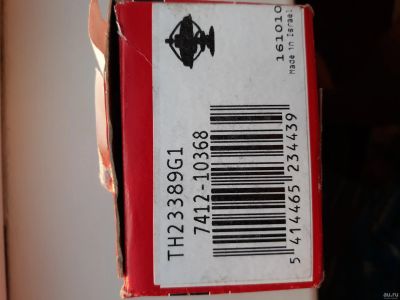 161010
Made in Israel
TH23389G1
7412-10368
5 414465 234439
au.ru